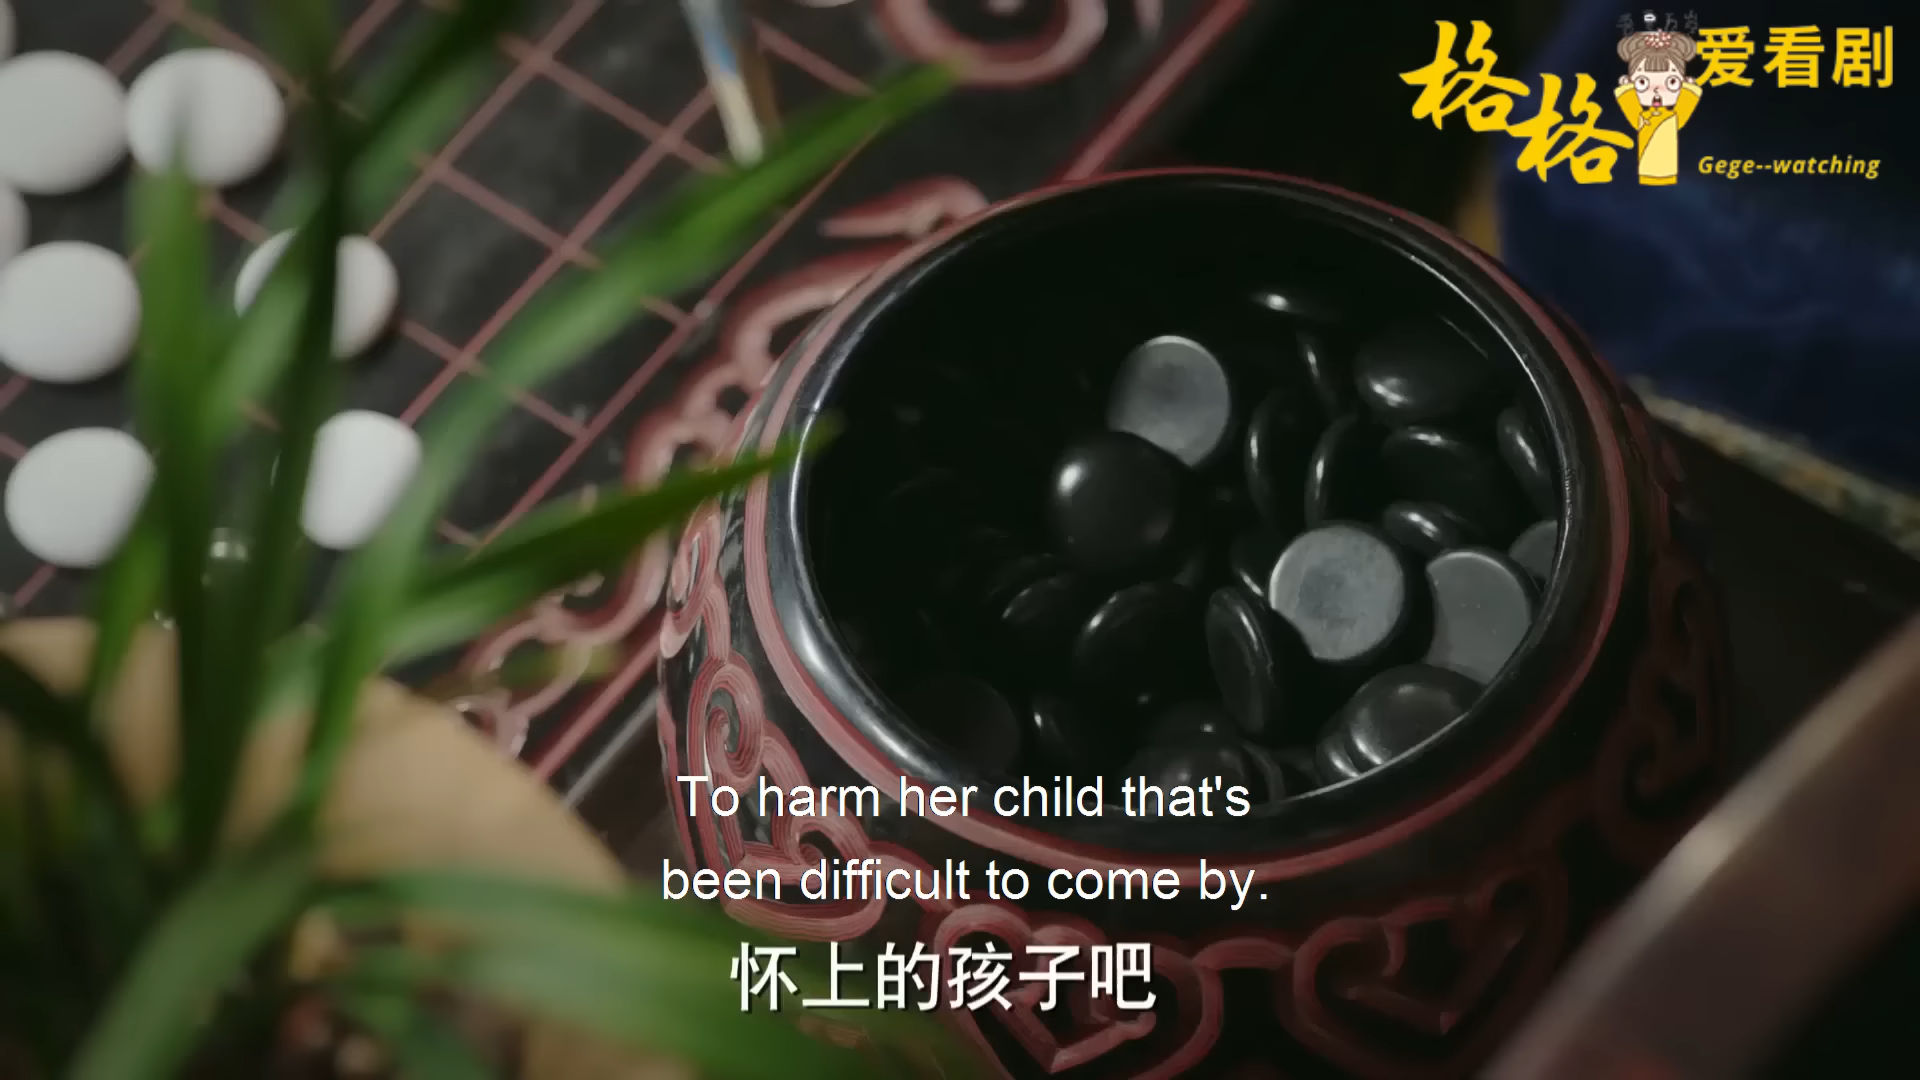 格格
爱看剧
Gege--watching
To harm her child that's
been difficult to come by.
怀上的孩子吧